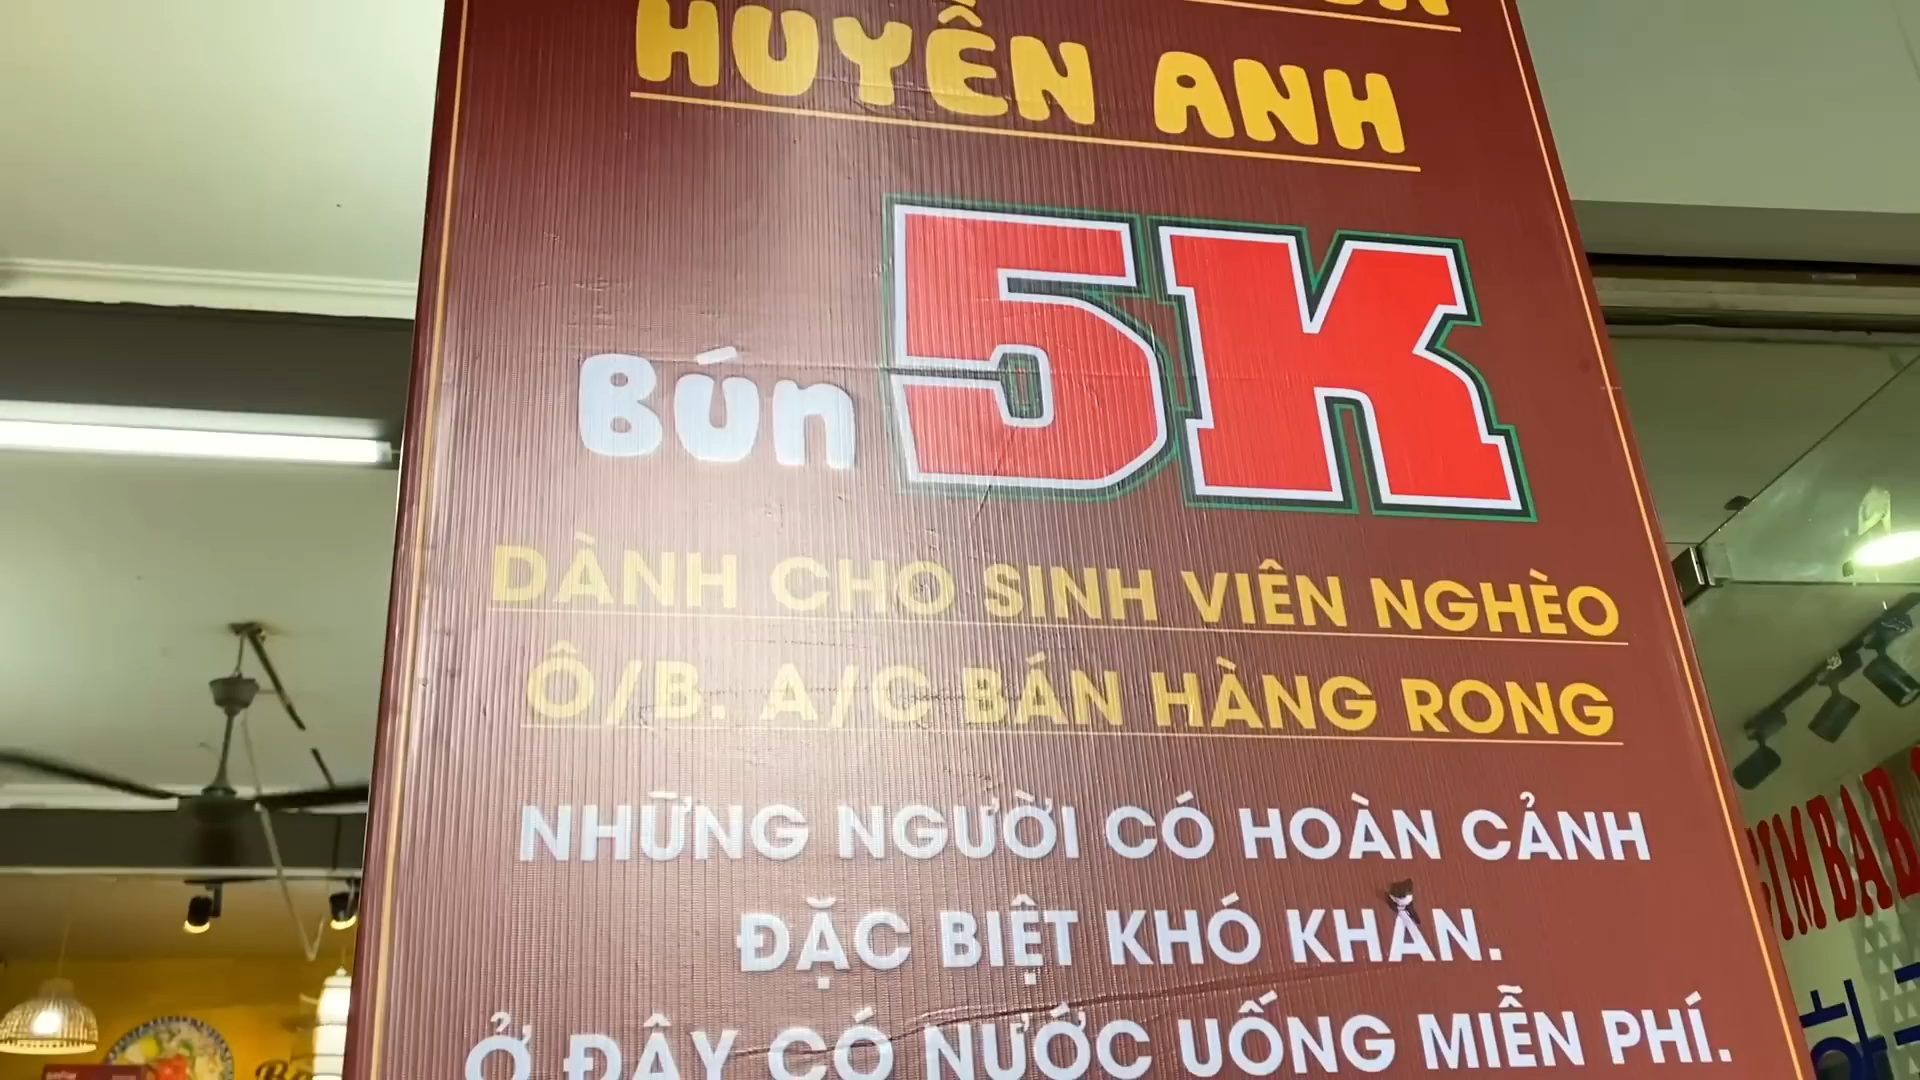 HUYỀN ANH
Bún 5K
DÀNH CHO SINH VIÊN NGHÈO
Ô/B. A/C BÁN HÀNG RONG
NHỮNG NGƯỜI CÓ HOÀN CẢNH
ĐẶC BIỆT KHÓ KHĂN.
Ở ĐÂY CÓ NƯỚC UỐNG MIỄN PHÍ.